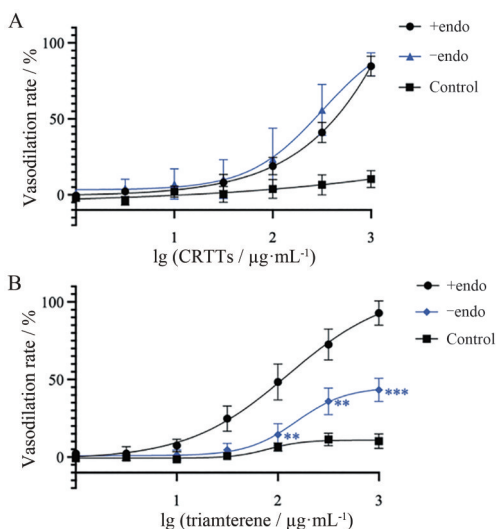 A
Vasodilation rate / %
100
50
0
1
2
3
lg (CRTTs / μg·mL⁻¹)
+endo
−endo
Control
B
Vasodilation rate / %
100
50
0
1
2
3
lg (triamterene / μg·mL⁻¹)
+endo
−endo
Control
**
**
***